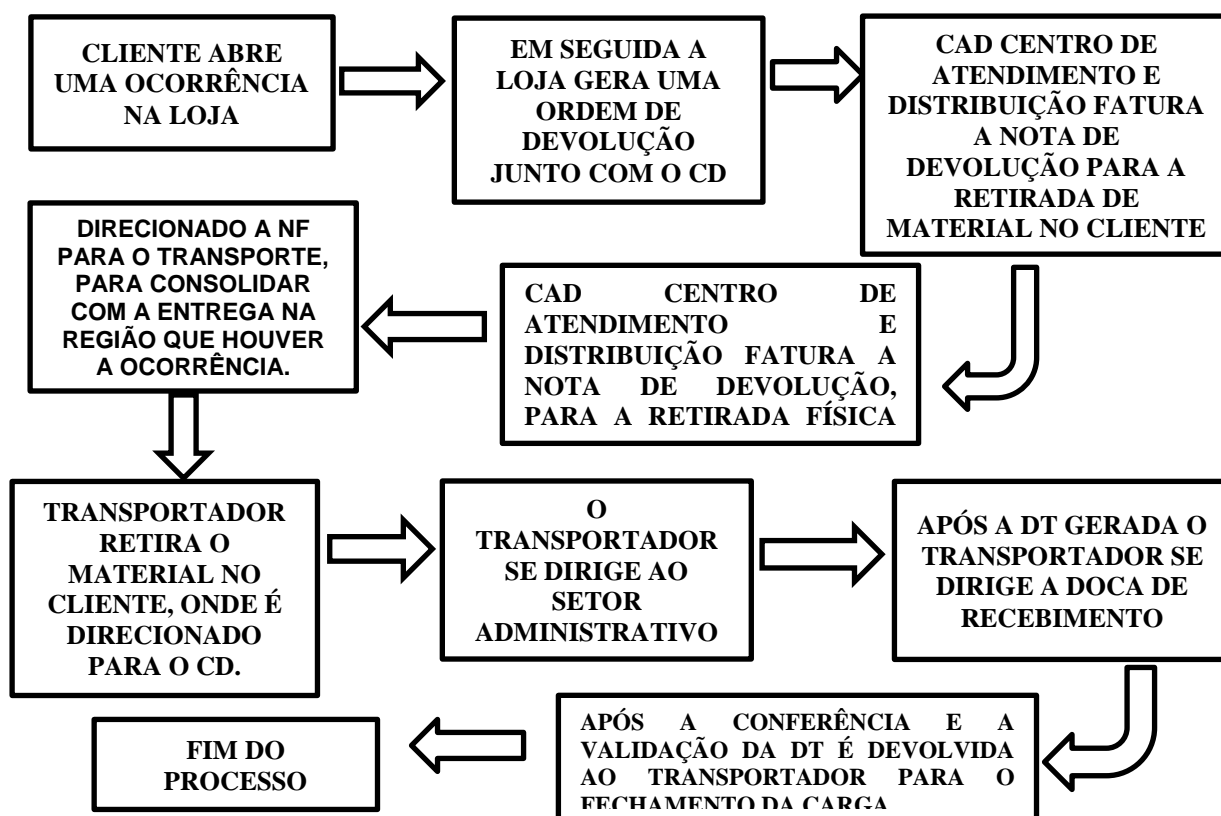 CLIENTE ABRE
UMA OCORRÊNCIA
NA LOJA
EM SEGUIDA A
LOJA GERA UMA
ORDEM DE
DEVOLUÇÃO
JUNTO COM O CD
CAD CENTRO DE
ATENDIMENTO E
DISTRIBUIÇÃO FATURA
A NOTA DE
DEVOLUÇÃO PARA A
RETIRADA DE
MATERIAL NO CLIENTE
CAD CENTRO DE
ATENDIMENTO E
DISTRIBUIÇÃO FATURA A
NOTA DE DEVOLUÇÃO,
PARA A RETIRADA FÍSICA
DIRECIONADO A NF
PARA O TRANSPORTE,
PARA CONSOLIDAR
COM A ENTREGA NA
REGIÃO QUE HOUVER
A OCORRÊNCIA.
TRANSPORTADOR
RETIRA O
MATERIAL NO
CLIENTE, ONDE É
DIRECIONADO
PARA O CD.
O
TRANSPORTADOR
SE DIRIGE AO
SETOR
ADMINISTRATIVO
APÓS A DT GERADA O
TRANSPORTADOR SE
DIRIGE A DOCA DE
RECEBIMENTO
APÓS A CONFERÊNCIA E A
VALIDAÇÃO DA DT É DEVOLVIDA
AO TRANSPORTADOR PARA O
FECHAMENTO DA CARGA
FIM DO
PROCESSO